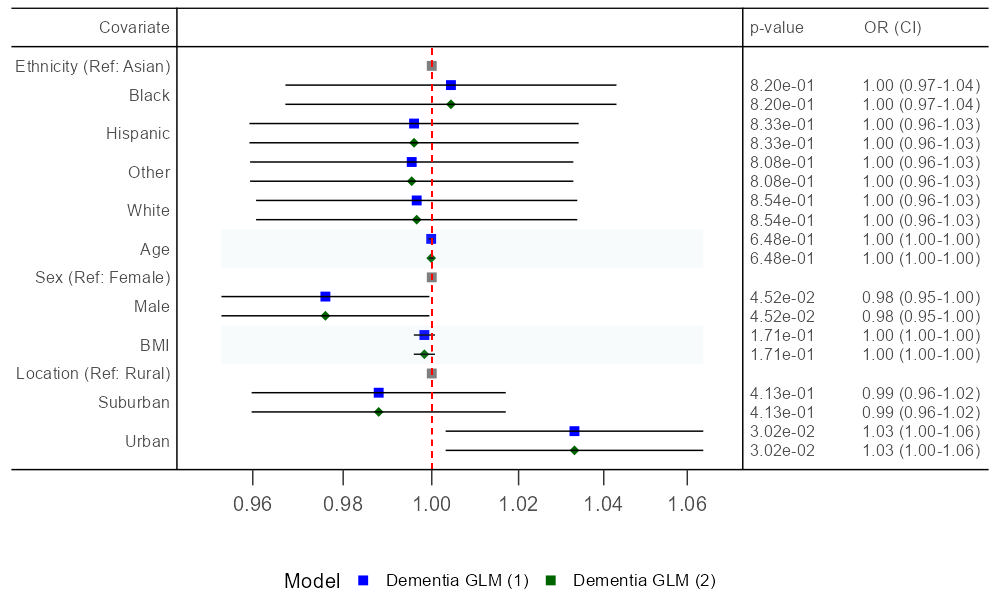 Covariate p-value OR (CI)
Ethnicity (Ref: Asian)
Black 8.20e-01 1.00 (0.97-1.04)
8.20e-01 1.00 (0.97-1.04)
Hispanic 8.33e-01 1.00 (0.96-1.03)
8.33e-01 1.00 (0.96-1.03)
Other 8.08e-01 1.00 (0.96-1.03)
8.08e-01 1.00 (0.96-1.03)
White 8.54e-01 1.00 (0.96-1.03)
8.54e-01 1.00 (0.96-1.03)
Age 6.48e-01 1.00 (1.00-1.00)
6.48e-01 1.00 (1.00-1.00)
Sex (Ref: Female)
Male 4.52e-02 0.98 (0.95-1.00)
4.52e-02 0.98 (0.95-1.00)
BMI 1.71e-01 1.00 (1.00-1.00)
1.71e-01 1.00 (1.00-1.00)
Location (Ref: Rural)
Suburban 4.13e-01 0.99 (0.96-1.02)
4.13e-01 0.99 (0.96-1.02)
Urban 3.02e-02 1.03 (1.00-1.06)
3.02e-02 1.03 (1.00-1.06)
0.96 0.98 1.00 1.02 1.04 1.06
Model Dementia GLM (1) Dementia GLM (2)